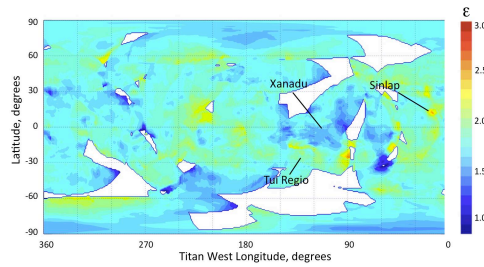 ε
90
60
30
0
-30
-60
-90
Latitude, degrees
Xanadu
Sinlap
Tui Regio
3.0
2.5
2.0
1.5
1.0
360
270
180
90
0
Titan West Longitude, degrees